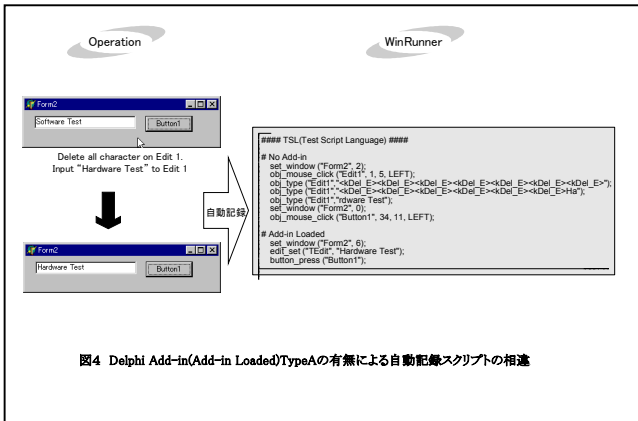 Operation
WinRunner
Form2
Software Test
Button1
Delete all character on Edit 1.
Input "Hardware Test" to Edit 1
自動記録
Form2
Hardware Test
Button1
#### TSL(Test Script Language) ####
# No Add-in
set_window ("Form2", 2);
obj_mouse_click ("Edit1", 1, 5, LEFT);
obj_type ("Edit1","<kDel_E><kDel_E><kDel_E><kDel_E><kDel_E><kDel_E><kDel_E>");
obj_type ("Edit1","<kDel_E><kDel_E><kDel_E><kDel_E><kDel_E><kDel_E>Ha");
obj_type ("Edit1","rdware Test");
set_window ("Form2", 0);
obj_mouse_click ("Button1", 34, 11, LEFT);
# Add-in Loaded
set_window ("Form2", 6);
edit_set ("TEdit", "Hardware Test");
button_press ("Button1");
図4 Delphi Add-in(Add-in Loaded)TypeAの有無による自動記録スクリプトの相違